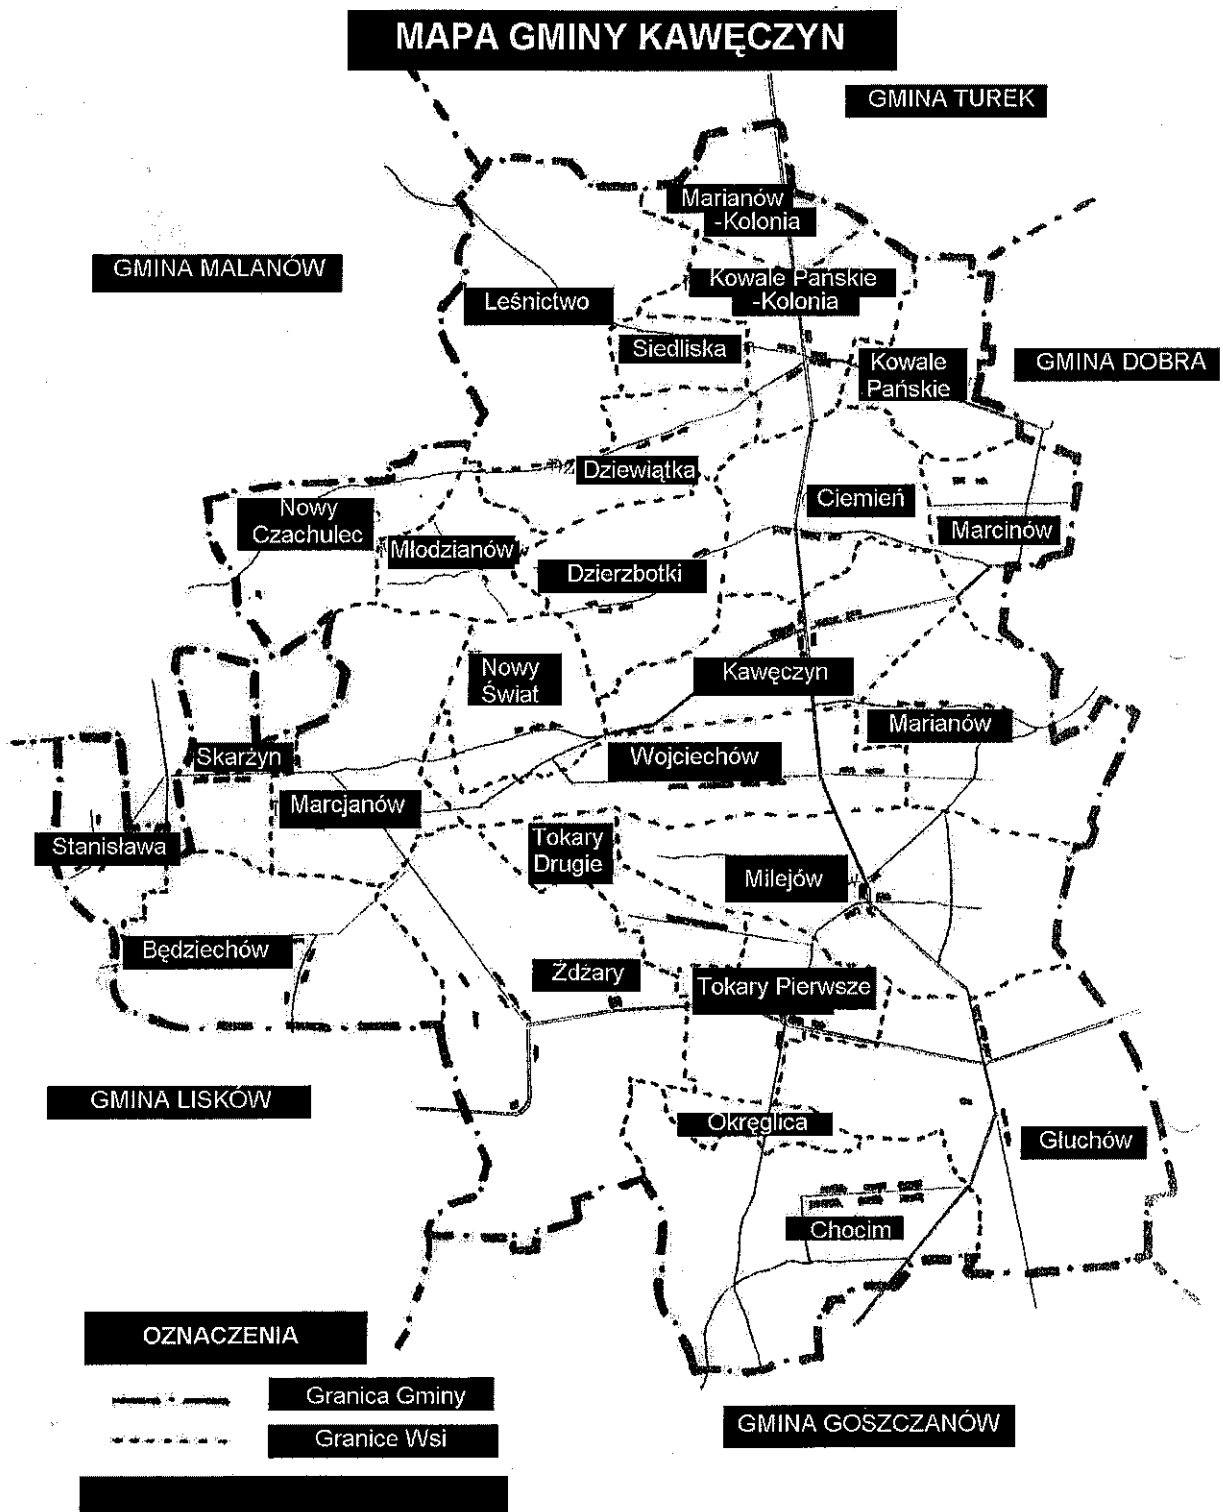 MAPA GMINY KAWĘCZYN
GMINA TUREK
Marianów
-Kolonia
GMINA MALANÓW
Kowale Pańskie
-Kolonia
Leśnictwo
Siedliska
Kowale
Pańskie
GMINA DOBRA
Dziewiątka
Ciemień
Nowy
Czachulec
Marcinów
Młodzianów
Dzierzbotki
Nowy
Świat
Kawęczyn
Marianów
Skarżyn
Wojciechów
Marcjanów
Stanisława
Tokary
Drugie
Milejów
Będziechów
Żdżary
Tokary Pierwsze
GMINA LISKÓW
Okręglica
Głuchów
Chocim
OZNACZENIA
Granica Gminy
Granice Wsi
GMINA GOSZCZANÓW